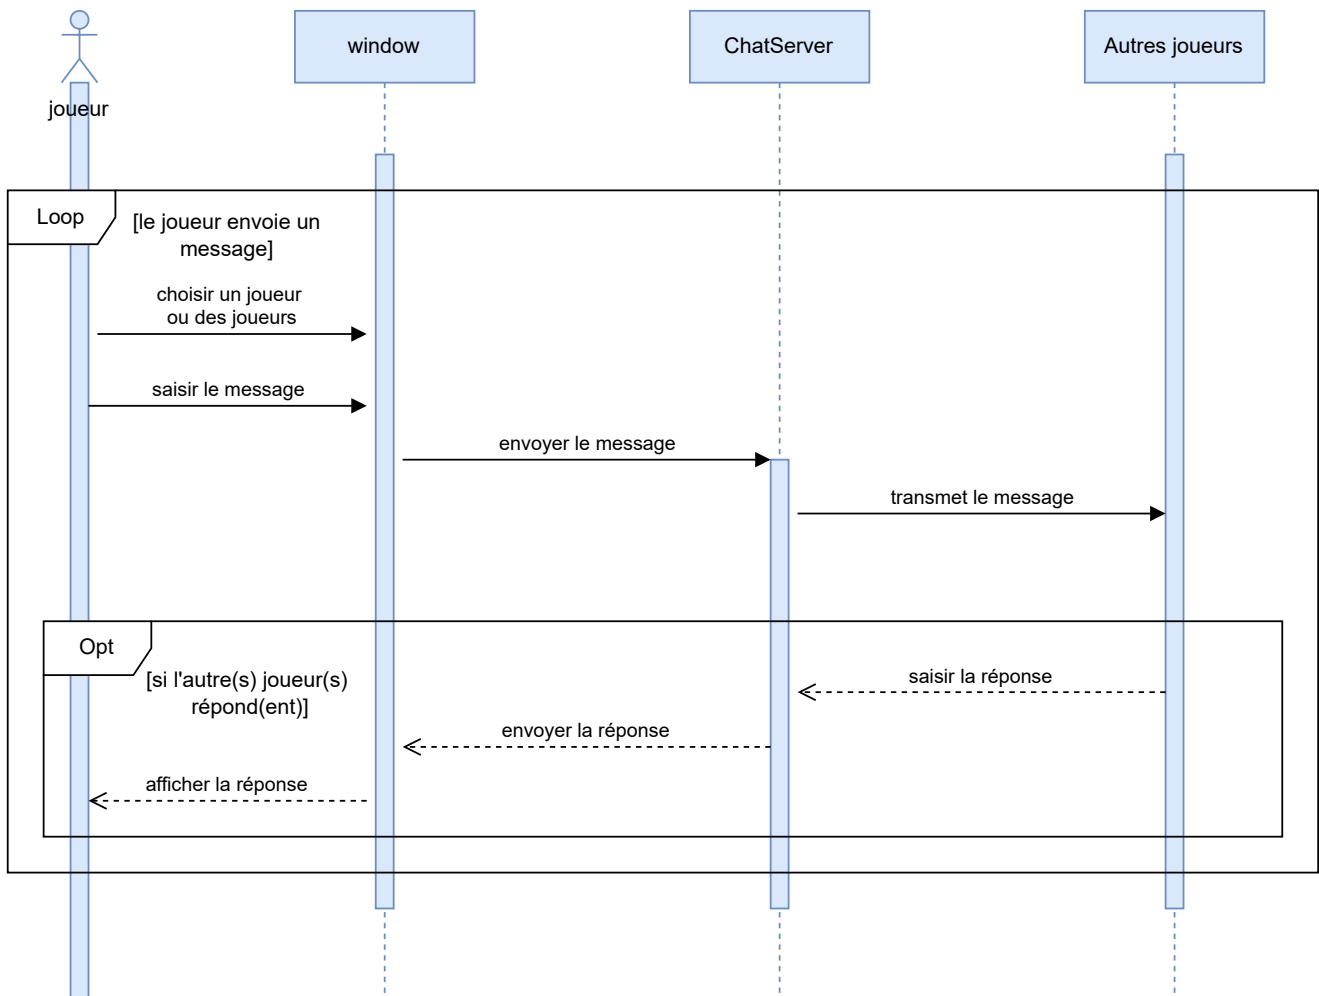 window
ChatServer
Autres joueurs
joueur
Loop
[le joueur envoie un
message]
choisir un joueur
ou des joueurs
saisir le message
envoyer le message
transmet le message
Opt
[si l'autre(s) joueur(s)
répond(ent)]
saisir la réponse
envoyer la réponse
afficher la réponse